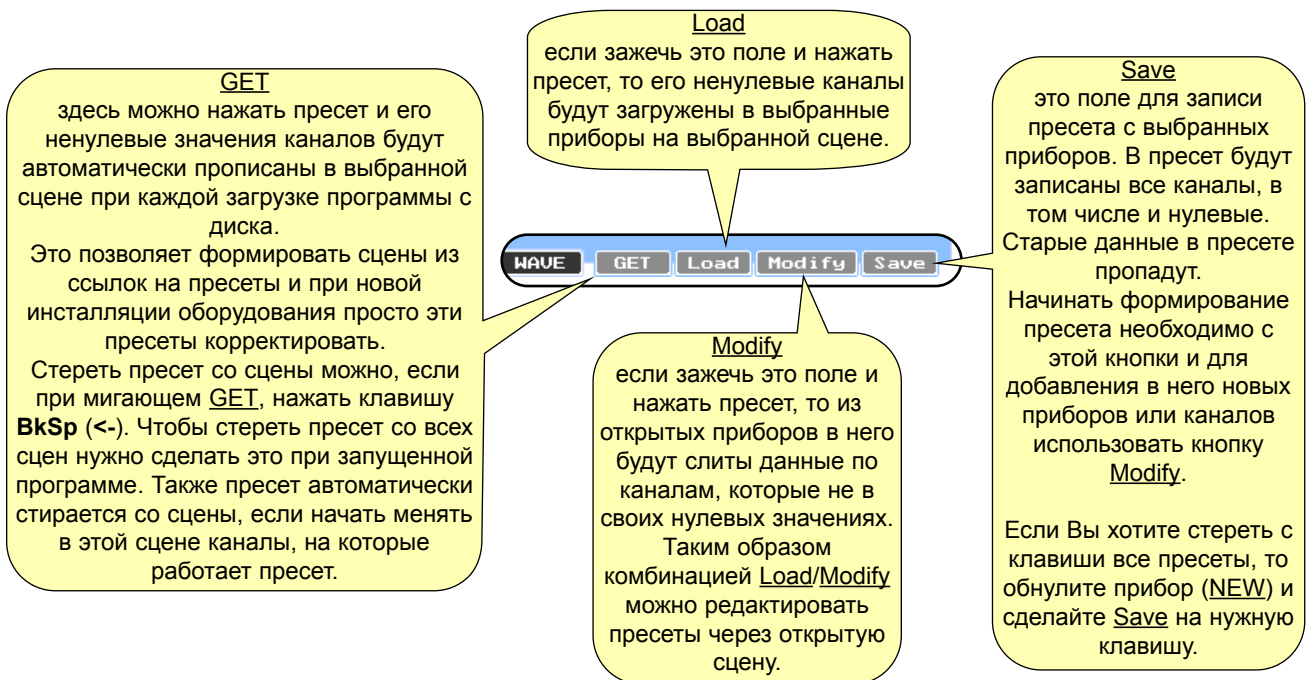 GET
здесь можно нажать пресет и его
ненулевые значения каналов будут
автоматически прописаны в выбранной
сцене при каждой загрузке программы с
диска.
Это позволяет формировать сцены из
ссылок на пресеты и при новой
инсталляции оборудования просто эти
пресеты корректировать.
Стереть пресет со сцены можно, если
при мигающем GET, нажать клавишу
BkSp (<-). Чтобы стереть пресет со всех
сцен нужно сделать это при запущенной
программе. Также пресет автоматически
стирается со сцены, если начать менять
в этой сцене каналы, на которые
работает пресет.
Load
если зажечь это поле и нажать
пресет, то его ненулевые каналы
будут загружены в выбранные
приборы на выбранной сцене.
WAVE GET Load Modify Save
Modify
если зажечь это поле и
нажать пресет, то из
открытых приборов в него
будут слиты данные по
каналам, которые не в
своих нулевых значениях.
Таким образом
комбинацией Load/Modify
можно редактировать
пресеты через открытую
сцену.
Save
это поле для записи
пресета с выбранных
приборов. В пресет будут
записаны все каналы, в
том числе и нулевые.
Старые данные в пресете
пропадут.
Начинать формирование
пресета необходимо с
этой кнопки и для
добавления в него новых
приборов или каналов
использовать кнопку
Modify.
Если Вы хотите стереть с
клавиши все пресеты, то
обнулите прибор (NEW) и
сделайте Save на нужную
клавишу.